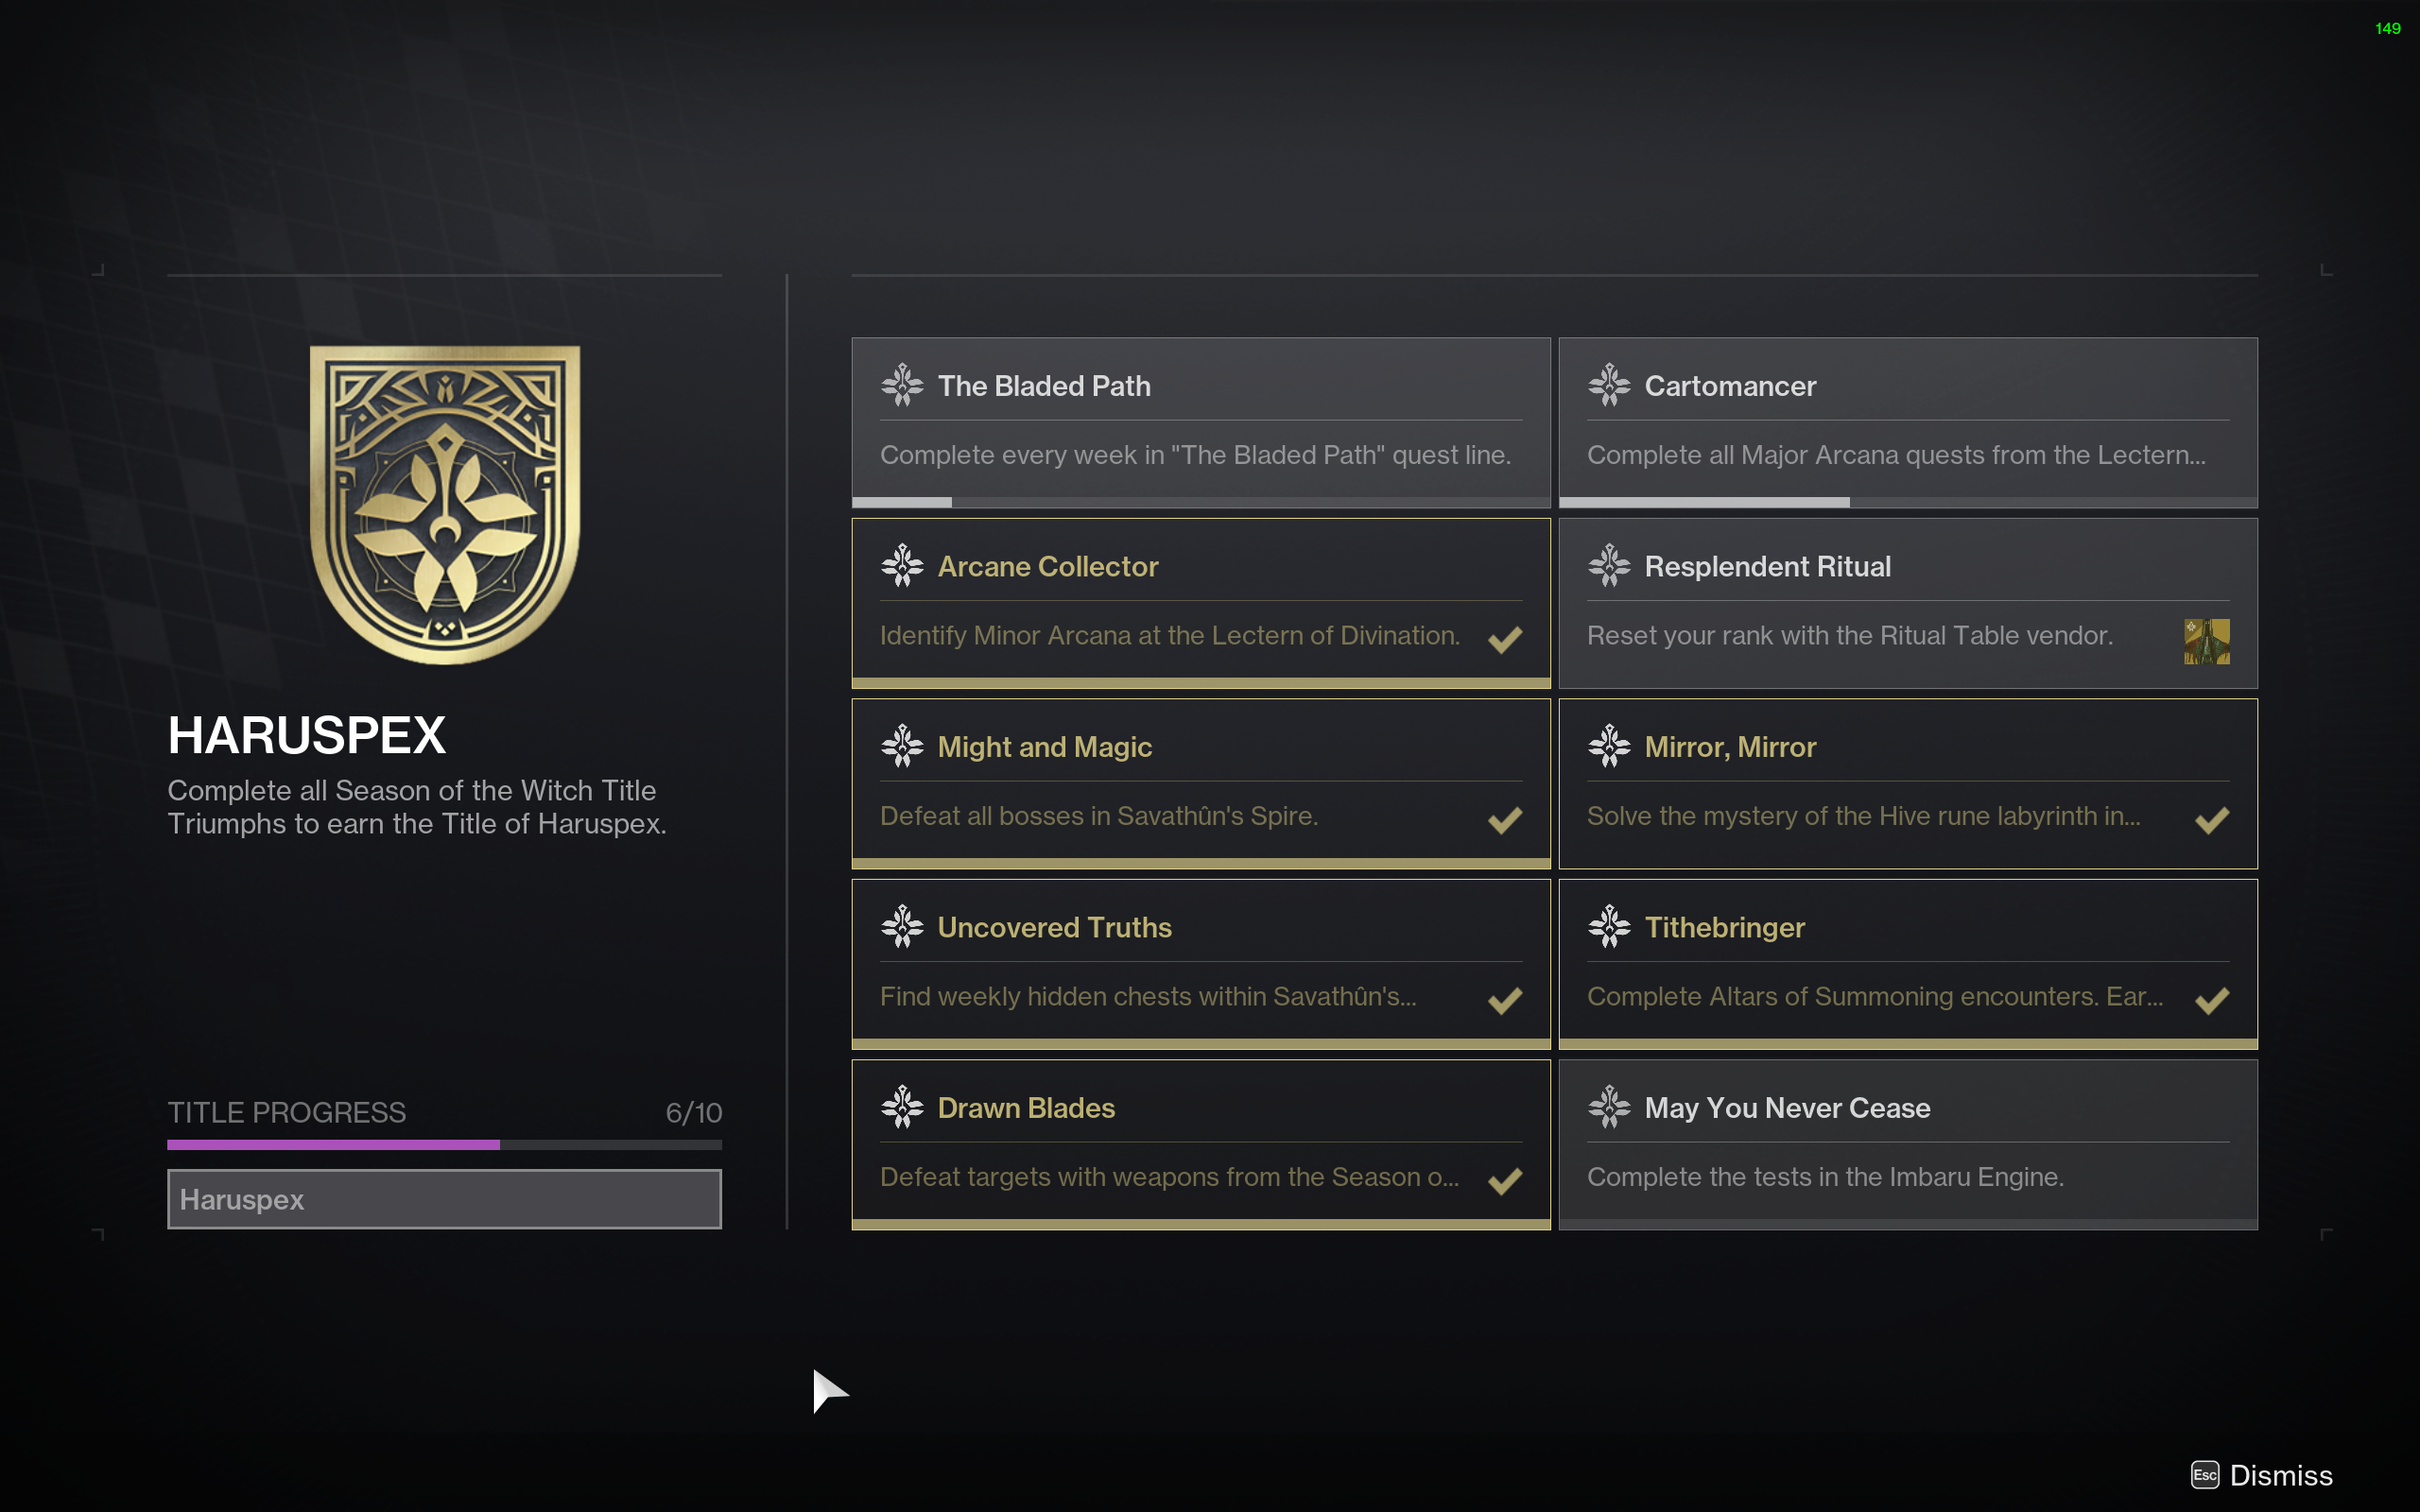 149
HARUSPEX
Complete all Season of the Witch Title
Triumphs to earn the Title of Haruspex.
TITLE PROGRESS 6/10
Haruspex
The Bladed Path
Complete every week in "The Bladed Path" quest line.
Cartomancer
Complete all Major Arcana quests from the Lectern...
Arcane Collector
Identify Minor Arcana at the Lectern of Divination.
Resplendent Ritual
Reset your rank with the Ritual Table vendor.
Might and Magic
Defeat all bosses in Savathûn's Spire.
Mirror, Mirror
Solve the mystery of the Hive rune labyrinth in...
Uncovered Truths
Find weekly hidden chests within Savathûn's...
Tithebringer
Complete Altars of Summoning encounters. Ear...
Drawn Blades
Defeat targets with weapons from the Season o...
May You Never Cease
Complete the tests in the Imbaru Engine.
Esc Dismiss